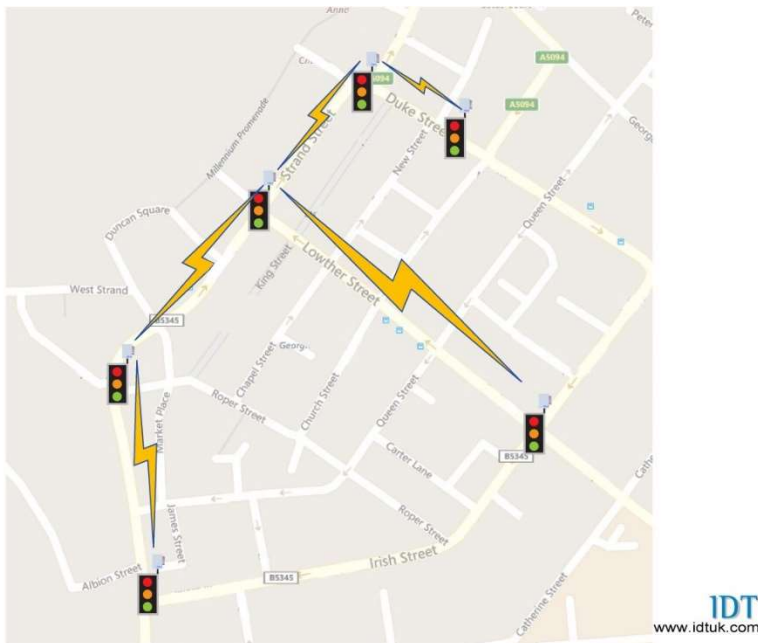 Anne
A5094
5094
Duke Street
A5094
Strand Street
Millennium Promenade
New Street
Queen Street
Duncan Square
King Street
Lowther Street
West Strand
B5345
Chapel Street
Church Street
Queen Street
Roper Street
Market Place
Carter Lane
B5345
Roper Street
James Street
Irish Street
Albion Street
B5345
Catherine Street
IDT
www.idtuk.com